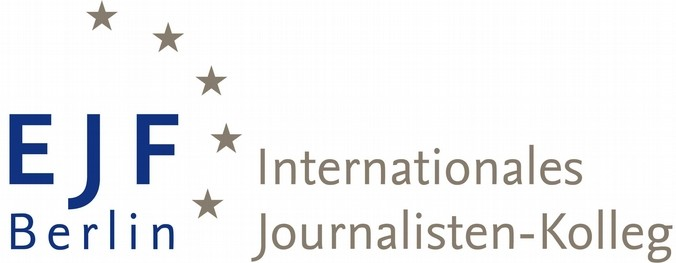 EJF
Berlin
Internationales
Journalisten-Kolleg